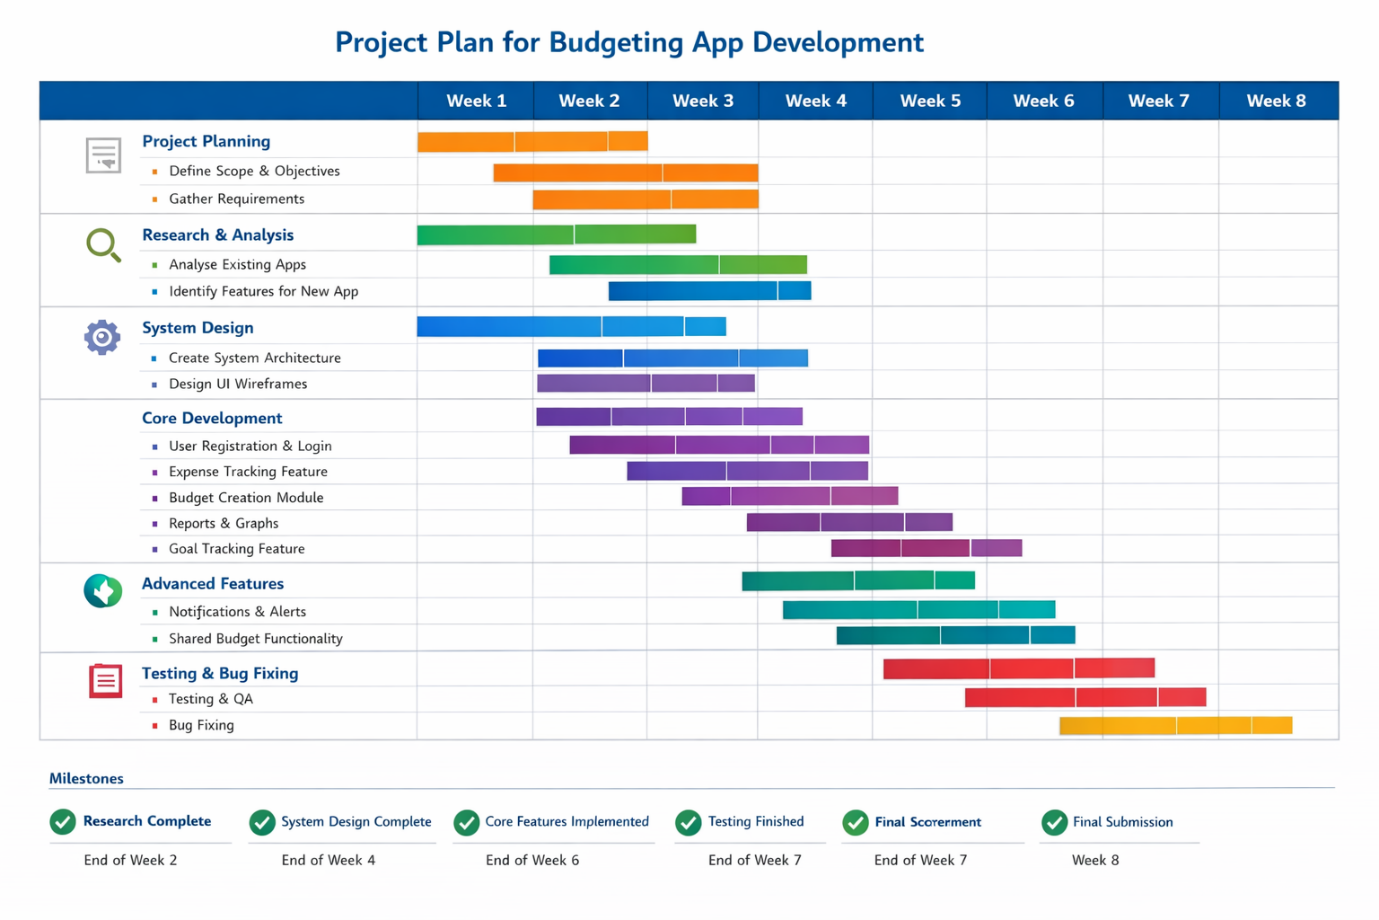 Project Plan for Budgeting App Development
Week 1 Week 2 Week 3 Week 4 Week 5 Week 6 Week 7 Week 8
Project Planning
Define Scope & Objectives
Gather Requirements
Research & Analysis
Analyse Existing Apps
Identify Features for New App
System Design
Create System Architecture
Design UI Wireframes
Core Development
User Registration & Login
Expense Tracking Feature
Budget Creation Module
Reports & Graphs
Goal Tracking Feature
Advanced Features
Notifications & Alerts
Shared Budget Functionality
Testing & Bug Fixing
Testing & QA
Bug Fixing
Milestones
Research Complete System Design Complete Core Features Implemented Testing Finished Final Scorerment Final Submission
End of Week 2 End of Week 4 End of Week 6 End of Week 7 End of Week 7 Week 8